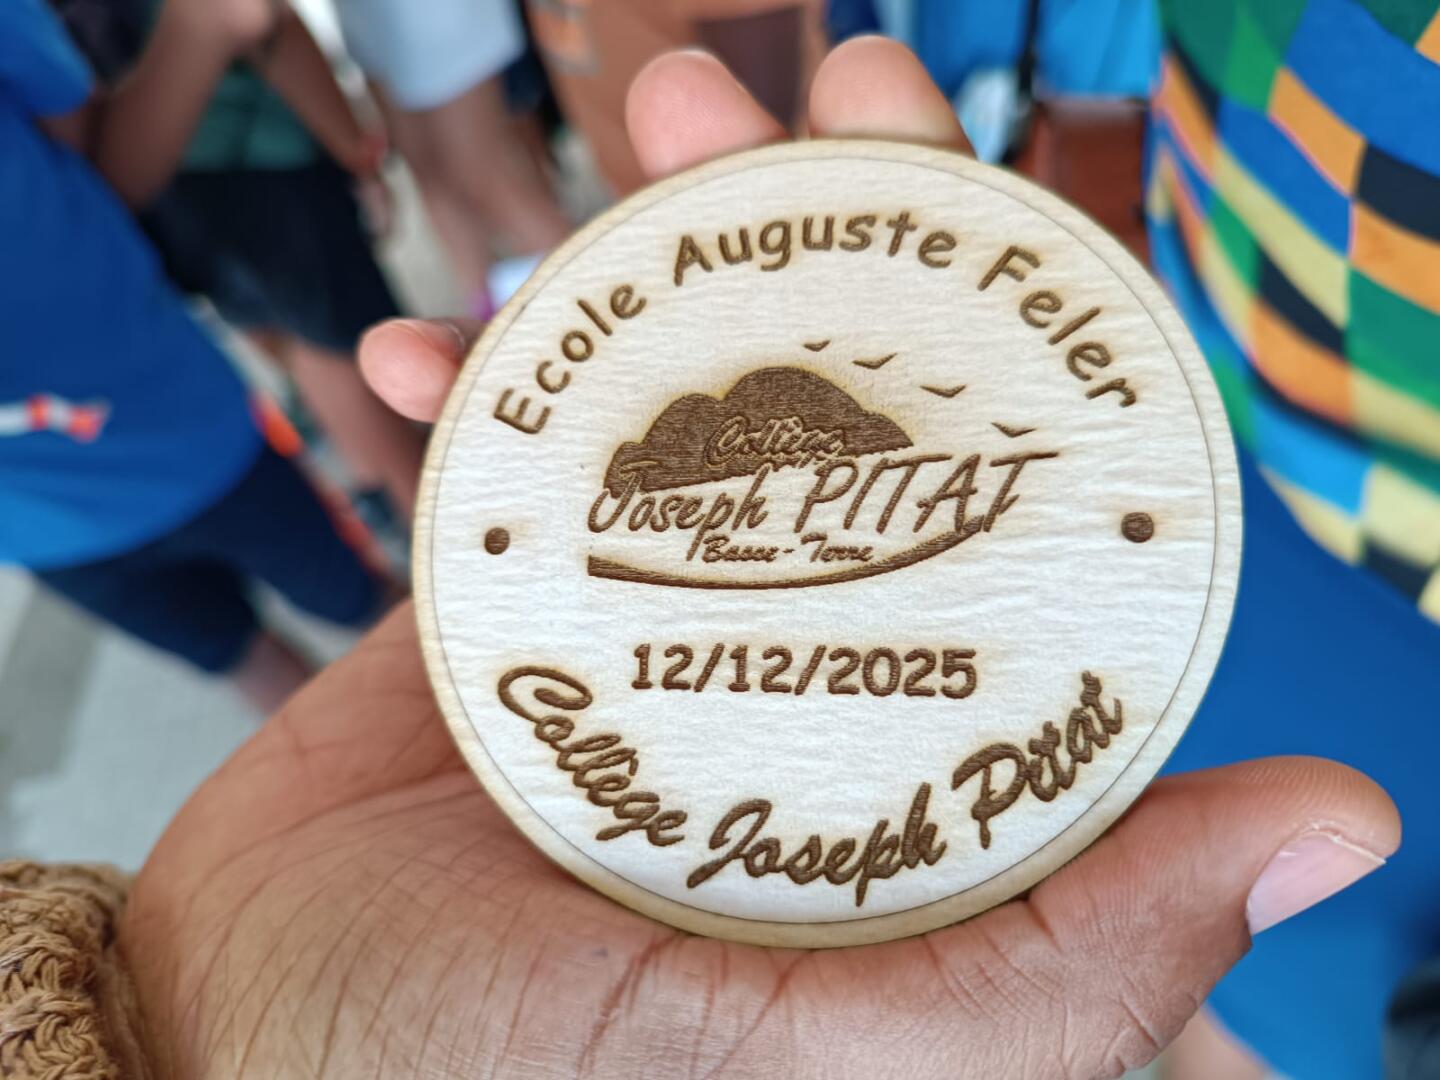 Ecole Auguste Feler
Collège
Joseph PITAT
Basse-Terre
12/12/2025
Collège Joseph Pitat